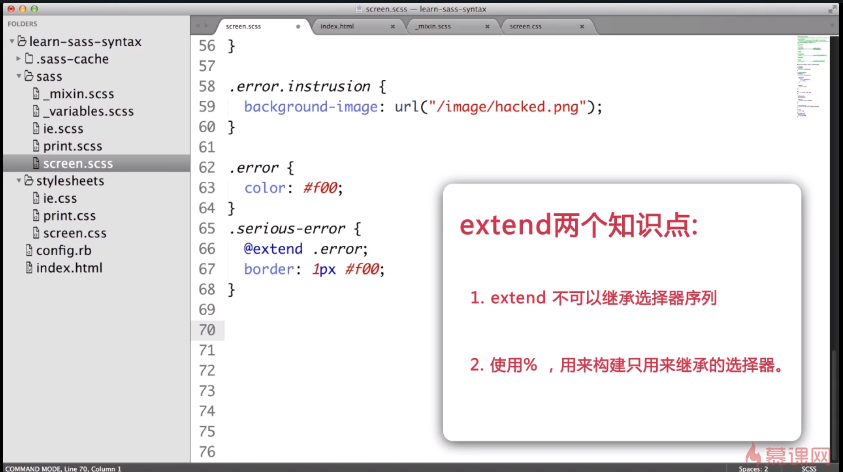 screen.scss — learn-sass-syntax
FOLDERS
learn-sass-syntax
.sass-cache
sass
_mixin.scss
_variables.scss
ie.scss
print.scss
screen.scss
stylesheets
ie.css
print.css
screen.css
config.rb
index.html
screen.scss index.html _mixin.scss screen.css
56 }
57
58 .error.instrusion {
59 background-image: url("/image/hacked.png");
60 }
61
62 .error {
63 color: #f00;
64 }
65 .serious-error {
66 @extend .error;
67 border: 1px #f00;
68 }
69
70
71
72
73
74
75
76
extend两个知识点:
1. extend 不可以继承选择器序列
2. 使用% ，用来构建只用来继承的选择器。
慕课网
COMMAND MODE, Line 70, Column 1 Spaces: 2 SCSS